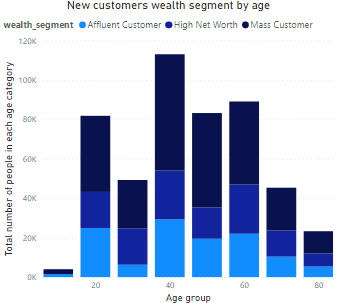 New customers wealth segment by age
wealth_segment Affluent Customer High Net Worth Mass Customer
120K
100K
80K
60K
40K
20K
0K
Total number of people in each age category
20 40 60 80
Age group